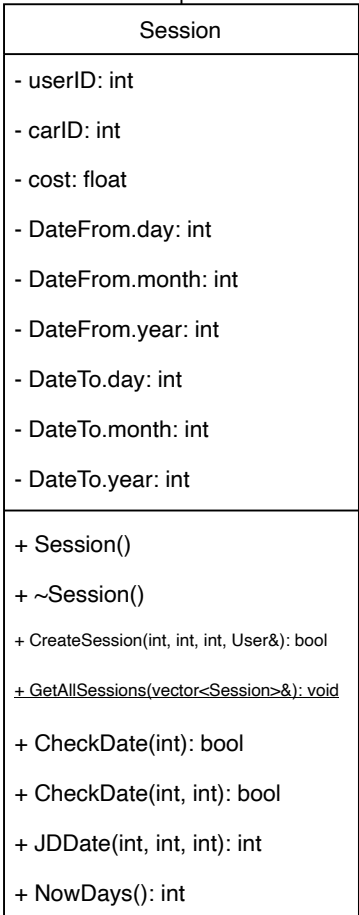 Session
- userID: int
- carID: int
- cost: float
- DateFrom.day: int
- DateFrom.month: int
- DateFrom.year: int
- DateTo.day: int
- DateTo.month: int
- DateTo.year: int
+ Session()
+ ~Session()
+ CreateSession(int, int, int, User&): bool
+ GetAllSessions(vector<Session>&): void
+ CheckDate(int): bool
+ CheckDate(int, int): bool
+ JDDate(int, int, int): int
+ NowDays(): int